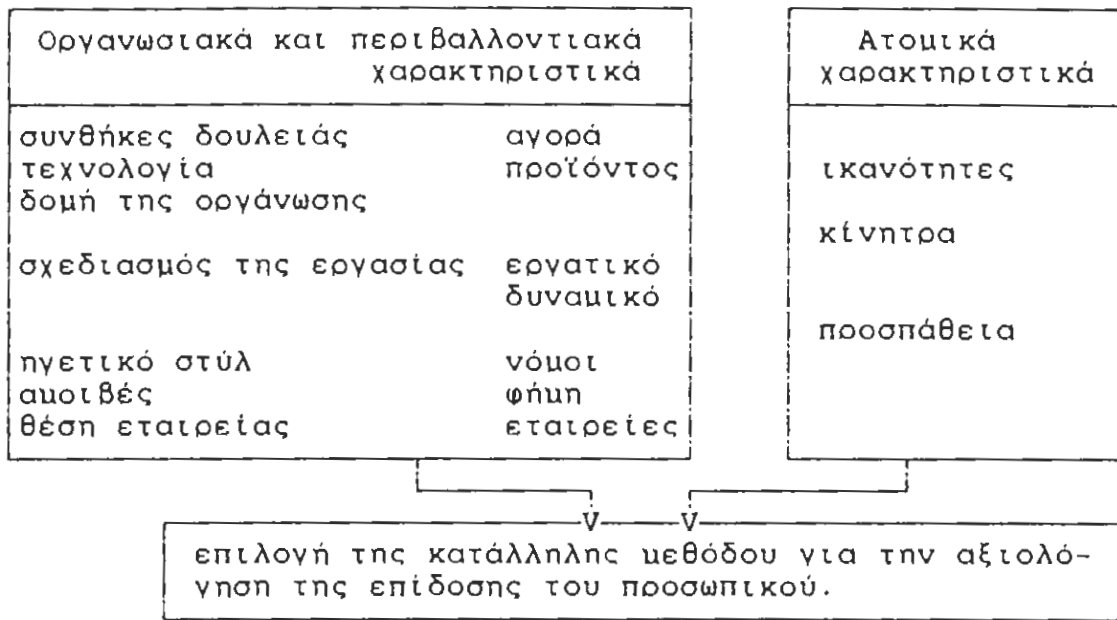 Οργανωσιακά και περιβαλλοντιακά
χαρακτηριστικά
συνθήκες δουλειάς αγορά
τεχνολογία προϊόντος
δομή της οργάνωσης
σχεδιασμός της εργασίας εργατικό
δυναμικό
ηγετικό στύλ νόμοι
αμοιβές φήμη
θέση εταιρείας εταιρείες
Ατομικά
χαρακτηριστικά
ικανότητες
κίνητρα
προσπάθεια
επιλογή της κατάλληλης μεθόδου για την αξιολό-
γηση της επίδοσης του προσωπικού.